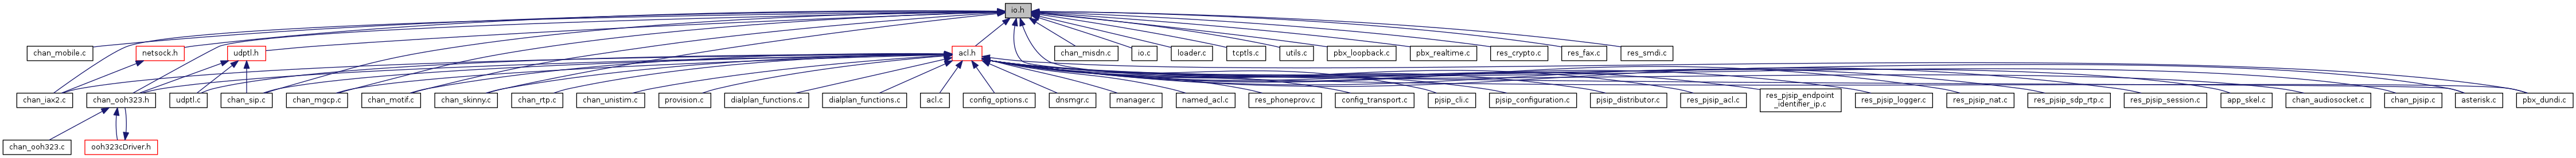 io.h
chan_mobile.c
netsock.h
udptl.h
acl.h
chan_misdn.c
io.c
loader.c
tcptls.c
utils.c
pbx_loopback.c
pbx_realtime.c
res_crypto.c
res_fax.c
res_smdi.c
chan_iax2.c
chan_ooh323.h
udptl.c
chan_sip.c
chan_mgcp.c
chan_motif.c
chan_skinny.c
chan_rtp.c
chan_unistim.c
provision.c
dialplan_functions.c
dialplan_functions.c
acl.c
config_options.c
dnsmgr.c
manager.c
named_acl.c
res_phoneprov.c
config_transport.c
pjsip_cli.c
pjsip_configuration.c
pjsip_distributor.c
res_pjsip_acl.c
res_pjsip_endpoint
_identifier_ip.c
res_pjsip_logger.c
res_pjsip_nat.c
res_pjsip_sdp_rtp.c
res_pjsip_session.c
app_skel.c
chan_audiosocket.c
chan_pjsip.c
asterisk.c
pbx_dundi.c
chan_ooh323.c
ooh323cDriver.h